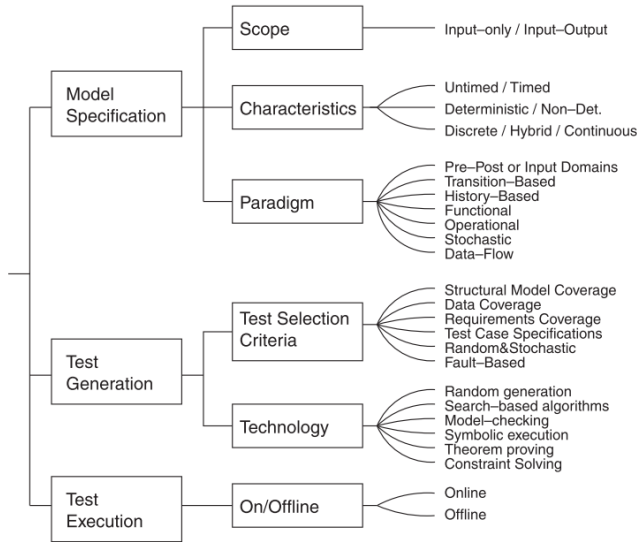 Scope
Input–only / Input–Output
Model
Specification
Characteristics
Untimed / Timed
Deterministic / Non–Det.
Discrete / Hybrid / Continuous
Paradigm
Pre–Post or Input Domains
Transition–Based
History–Based
Functional
Operational
Stochastic
Data–Flow
Test
Generation
Test Selection
Criteria
Structural Model Coverage
Data Coverage
Requirements Coverage
Test Case Specifications
Random&Stochastic
Fault–Based
Technology
Random generation
Search–based algorithms
Model–checking
Symbolic execution
Theorem proving
Constraint Solving
Test
Execution
On/Offline
Online
Offline